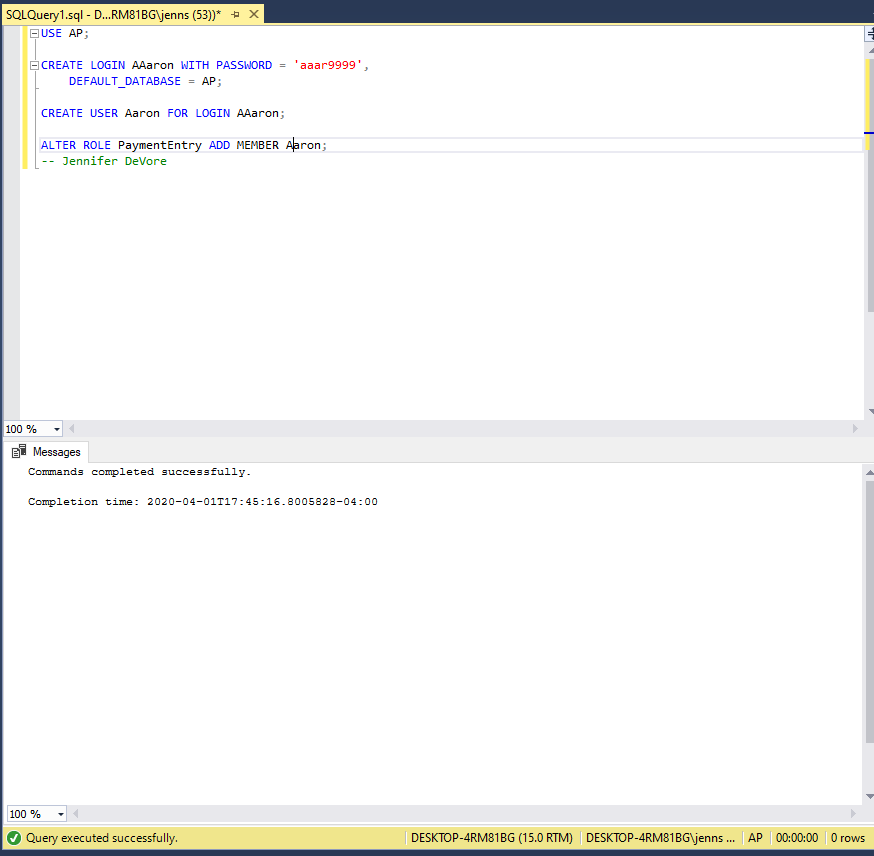 SQLQuery1.sql - D...RM81BG\jenns (53))*
USE AP;
CREATE LOGIN AAaron WITH PASSWORD = 'aaar9999',
DEFAULT_DATABASE = AP;
CREATE USER Aaron FOR LOGIN AAaron;
ALTER ROLE PaymentEntry ADD MEMBER Aaron;
-- Jennifer DeVore
100 %
Messages
Commands completed successfully.
Completion time: 2020-04-01T17:45:16.8005828-04:00
100 %
Query executed successfully. DESKTOP-4RM81BG (15.0 RTM) DESKTOP-4RM81BG\jenns ... AP 00:00:00 0 rows